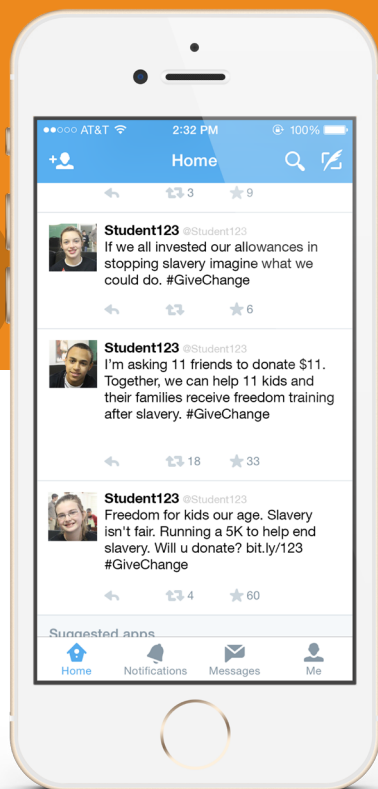 AT&T 2:32 PM 100%
Home
3 9
Student123 @Student123
If we all invested our allowances in
stopping slavery imagine what we
could do. #GiveChange
6
Student123 @Student123
I'm asking 11 friends to donate $11.
Together, we can help 11 kids and
their families receive freedom training
after slavery. #GiveChange
18 33
Student123 @Student123
Freedom for kids our age. Slavery
isn't fair. Running a 5K to help end
slavery. Will u donate? bit.ly/123
#GiveChange
4 60
Suggested apps
Home Notifications Messages Me